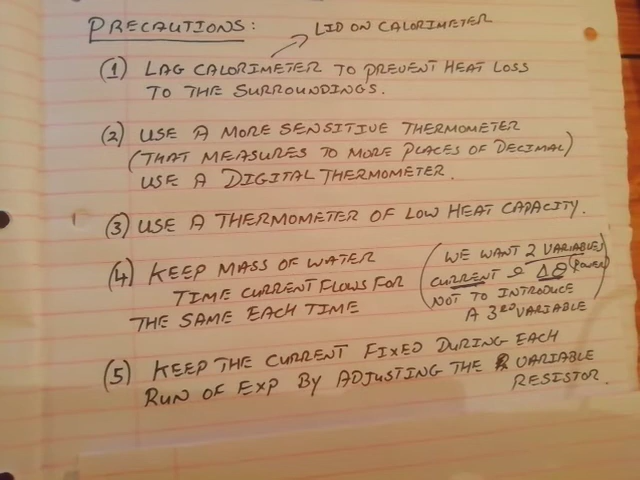 PRECAUTIONS:
LID ON CALORIMETER
(1) LAG CALORIMETER TO PREVENT HEAT LOSS
TO THE SURROUNDINGS.
(2) USE A MORE SENSITIVE THERMOMETER
(THAT MEASURES TO MORE PLACES OF DECIMAL)
USE A DIGITAL THERMOMETER.
(3) USE A THERMOMETER OF LOW HEAT CAPACITY.
(4) KEEP MASS OF WATER
TIME CURRENT FLOWS FOR
THE SAME EACH TIME
(WE WANT 2 VARIABLES
CURRENT & Δθ (POWER)
NOT TO INTRODUCE
A 3RD VARIABLE)
(5) KEEP THE CURRENT FIXED DURING EACH
RUN OF EXP BY ADJUSTING THE VARIABLE
RESISTOR.